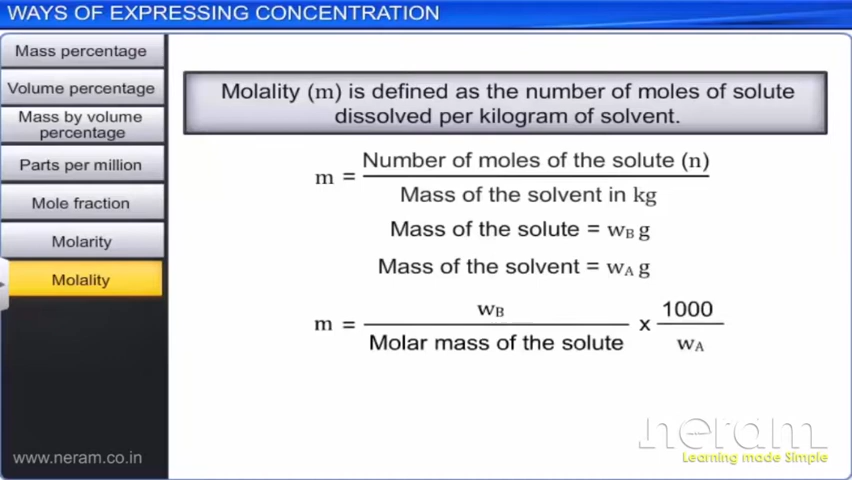 WAYS OF EXPRESSING CONCENTRATION
Mass percentage
Volume percentage
Mass by volume
percentage
Parts per million
Mole fraction
Molarity
Molality
Molality (m) is defined as the number of moles of solute
dissolved per kilogram of solvent.
m = Number of moles of the solute (n)
Mass of the solvent in kg
Mass of the solute = wB g
Mass of the solvent = wA g
m = wB / Molar mass of the solute x 1000 / wA
www.neram.co.in
neram
Learning made Simple